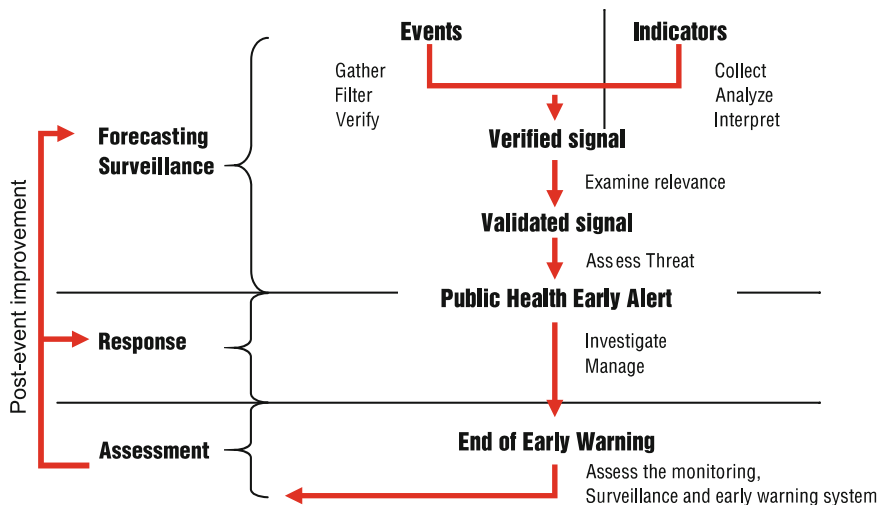 Events
Indicators
Gather
Filter
Verify
Collect
Analyze
Interpret
Forecasting
Surveillance
Verified signal
Examine relevance
Validated signal
Assess Threat
Public Health Early Alert
Response
Investigate
Manage
Assessment
End of Early Warning
Assess the monitoring,
Surveillance and early warning system
Post-event improvement